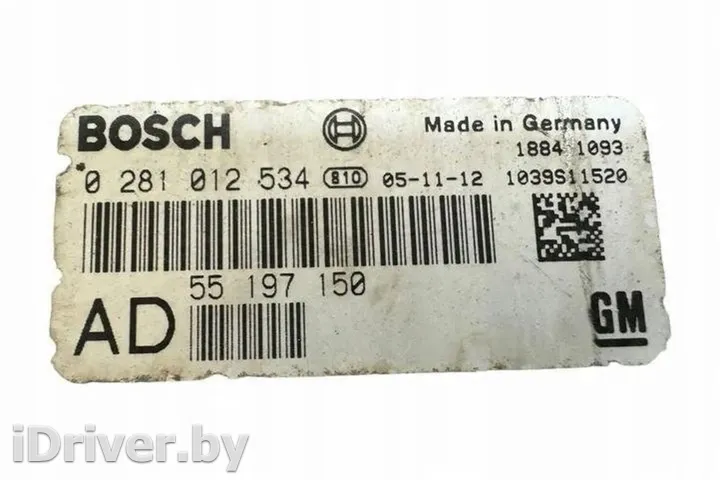 BOSCH
Made in Germany
1884 1093
0 281 012 534 810 05-11-12 1039S11520
55 197 150
AD
GM
iDriver.by